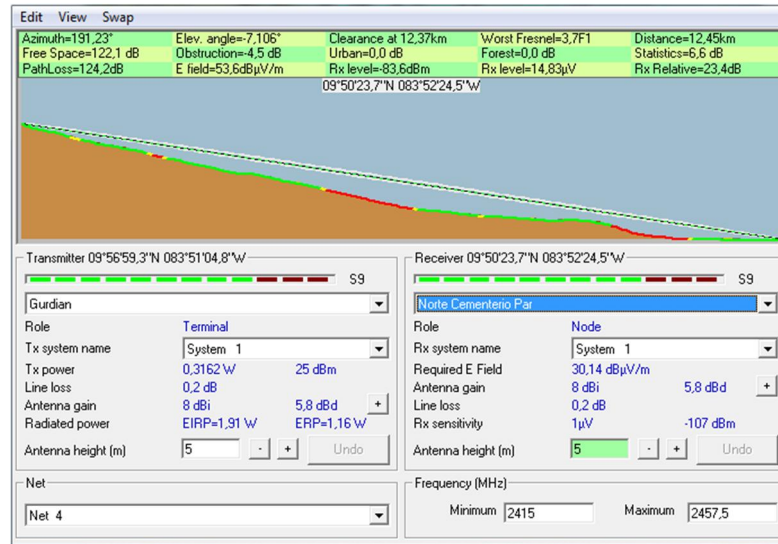 Edit View Swap
Azimuth=191,23° Elev. angle=-7,106° Clearance at 12,37km Worst Fresnel=3,7F1 Distance=12,45km
Free Space=122,1 dB Obstruction=-4,5 dB Urban=0,0 dB Forest=0,0 dB Statistics=6,6 dB
PathLoss=124,2dB E field=53,6dBµV/m Rx level=-83,6dBm Rx level=14,83µV Rx Relative=23,4dB
09°50'23,7"N 083°52'24,5"W
Transmitter 09°56'59,3"N 083°51'04,8"W
S9
Gurdian
Role Terminal
Tx system name System 1
Tx power 0,3162 W 25 dBm
Line loss 0,2 dB
Antenna gain 8 dBi 5,8 dBd +
Radiated power EIRP=1,91 W ERP=1,16 W
Antenna height (m) 5 - + Undo
Net
Net 4
Receiver 09°50'23,7"N 083°52'24,5"W
S9
Norte Cementerio Par
Role Node
Rx system name System 1
Required E Field 30,14 dBµV/m
Antenna gain 8 dBi 5,8 dBd +
Line loss 0,2 dB
Rx sensitivity 1µV -107 dBm
Antenna height (m) 5 - + Undo
Frequency (MHz)
Minimum 2415 Maximum 2457,5